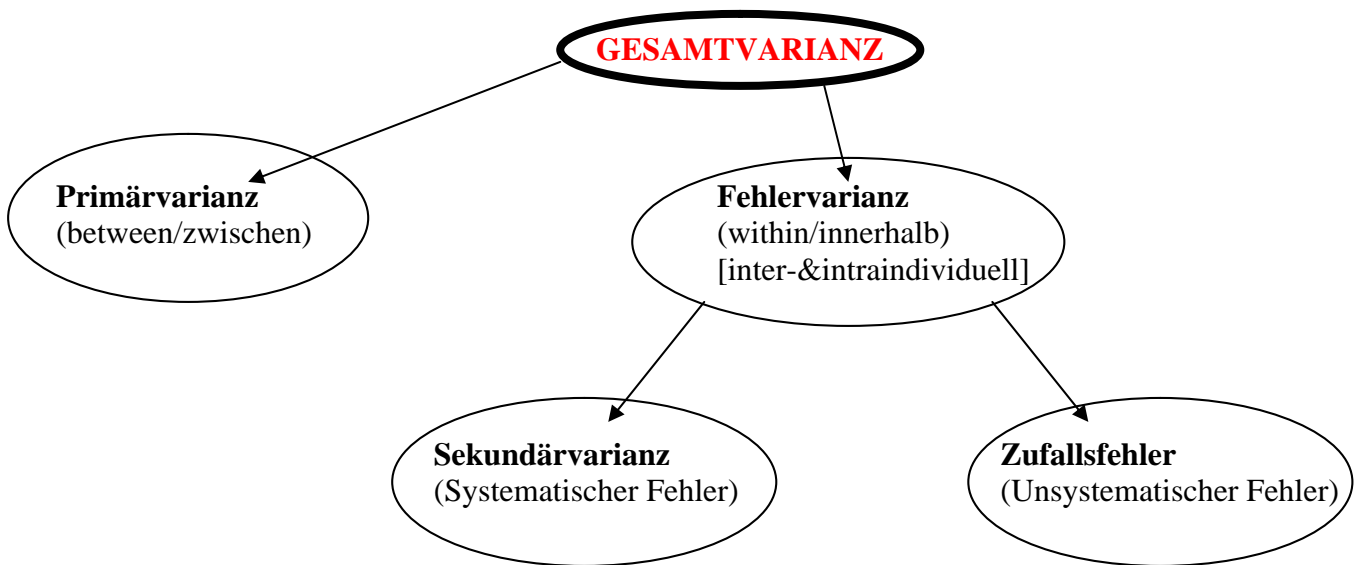 GESAMTVARIANZ
Primärvarianz
(between/zwischen)
Fehlervarianz
(within/innerhalb)
[inter-&intraindividuell]
Sekundärvarianz
(Systematischer Fehler)
Zufallsfehler
(Unsystematischer Fehler)